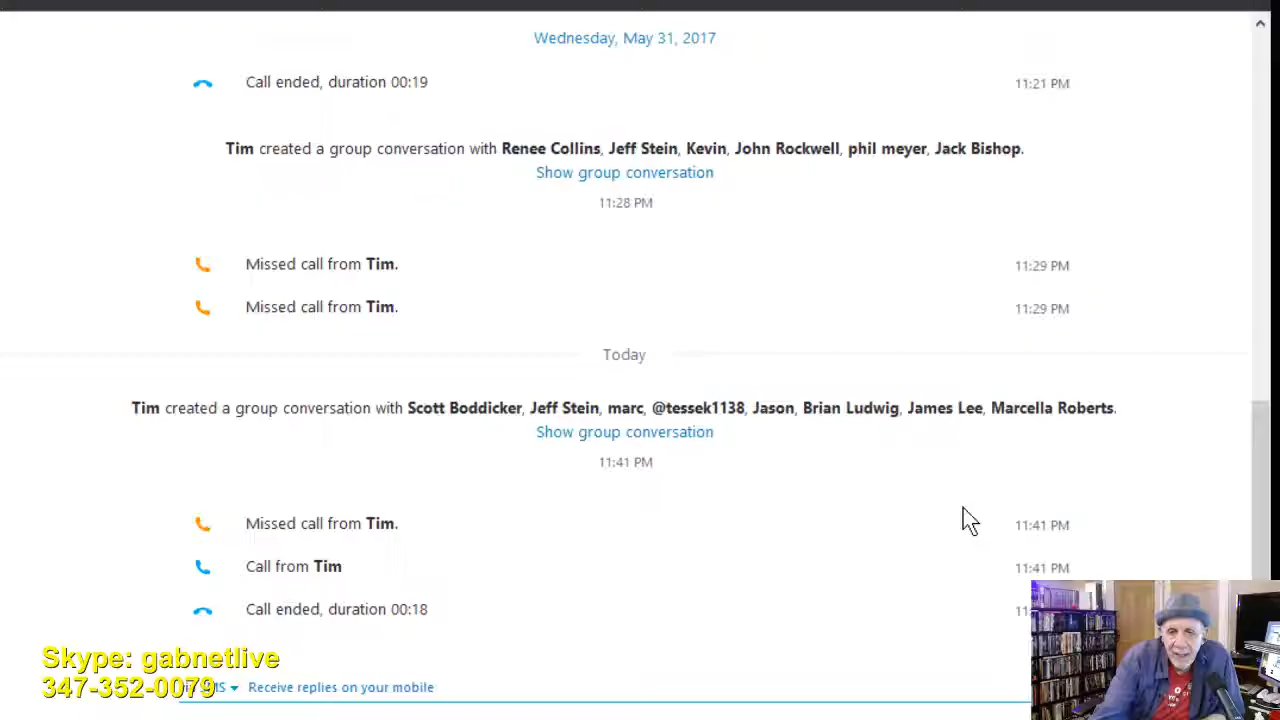 Wednesday, May 31, 2017
Call ended, duration 00:19 11:21 PM
Tim created a group conversation with Renee Collins, Jeff Stein, Kevin, John Rockwell, phil meyer, Jack Bishop.
Show group conversation
11:28 PM
Missed call from Tim. 11:29 PM
Missed call from Tim. 11:29 PM
Today
Tim created a group conversation with Scott Boddicker, Jeff Stein, marc, @tessek1138, Jason, Brian Ludwig, James Lee, Marcella Roberts.
Show group conversation
11:41 PM
Missed call from Tim. 11:41 PM
Call from Tim 11:41 PM
Call ended, duration 00:18
Skype: gabnetlive
347-352-0079
Receive replies on your mobile